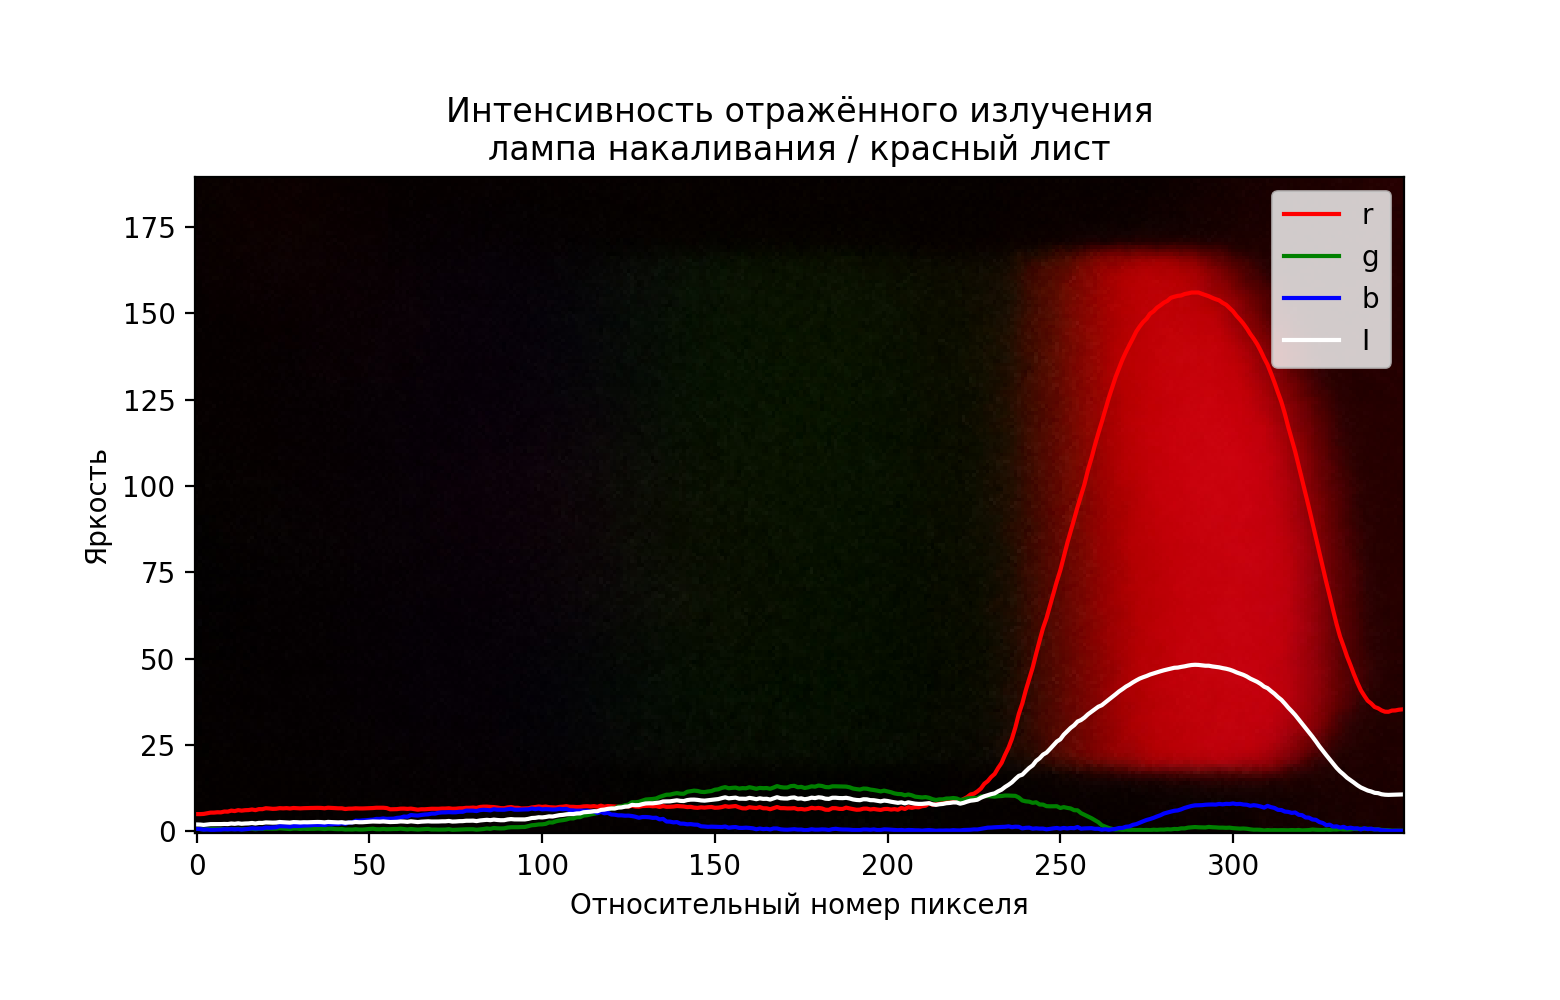 Интенсивность отражённого излучения
лампа накаливания / красный лист
r
g
b
I
175
150
125
100
75
50
25
0
Яркость
0 50 100 150 200 250 300
Относительный номер пикселя